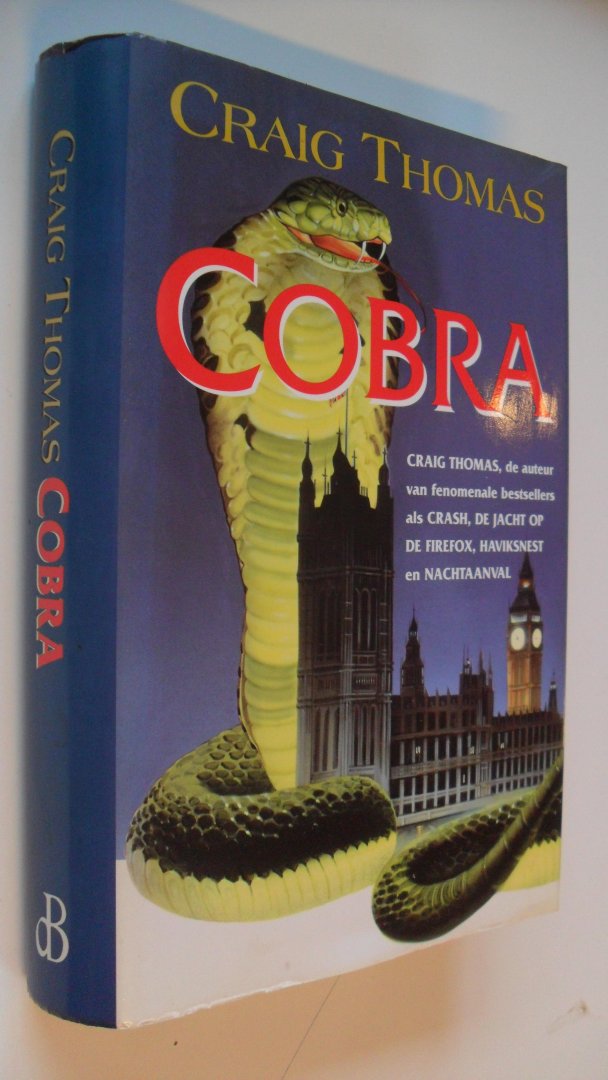 CRAIG THOMAS
COBRA
CRAIG THOMAS, de auteur
van fenomenale bestsellers
als CRASH, DE JACHT OP
DE FIREFOX, HAVIKSNEST
en NACHTAANVAL
CRAIG THOMAS COBRA
dB